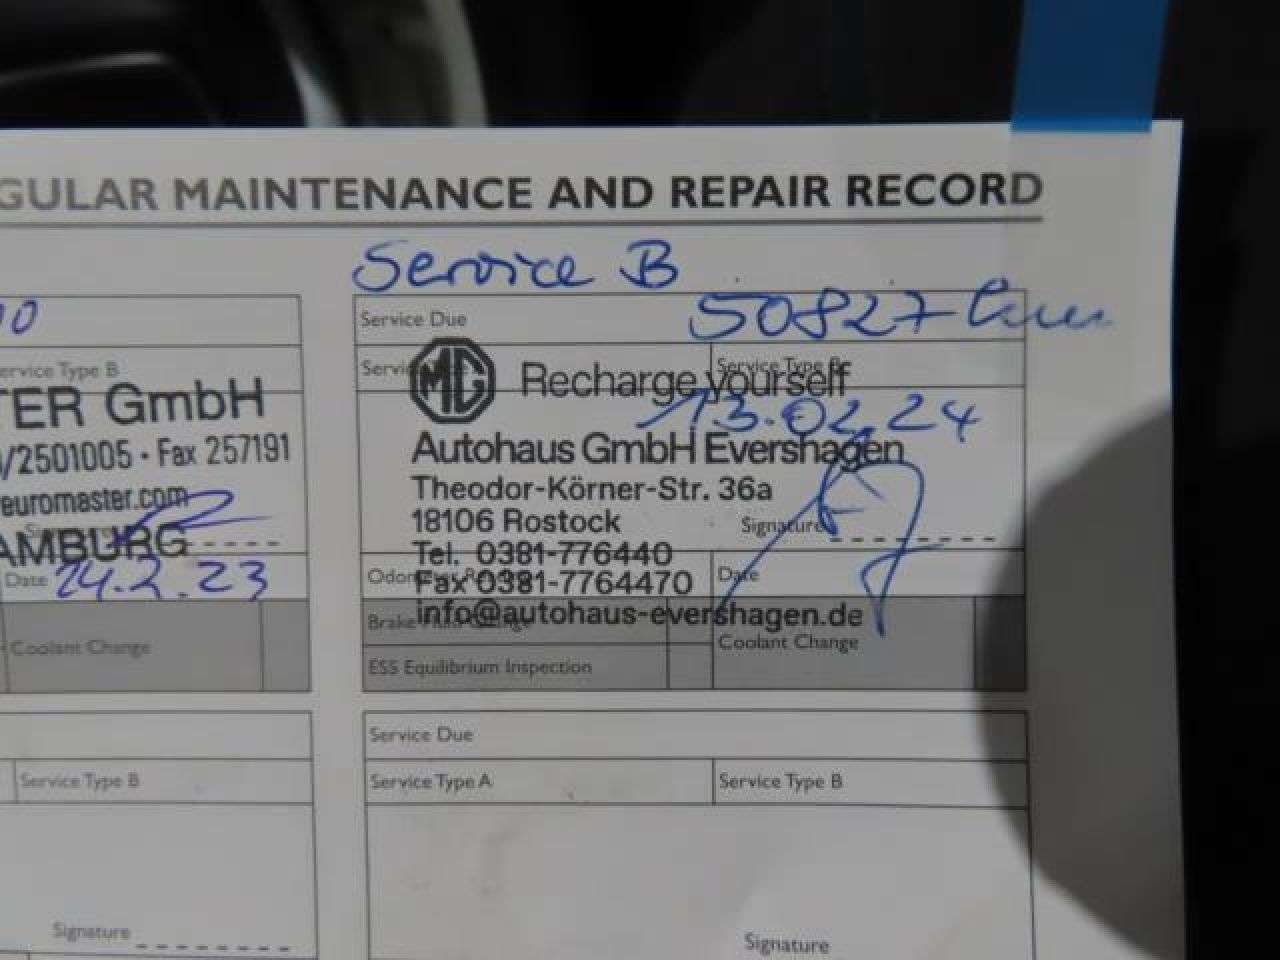 GULAR MAINTENANCE AND REPAIR RECORD
Service B
Service Due
50827 km
MG
Recharge yourself
Service Type B
13.02.24
Autohaus GmbH Evershagen
Theodor-Körner-Str. 36a
18106 Rostock
Signature
Tel. 0381-776440
Date
Fax 0381-7764470
info@autohaus-evershagen.de
Coolant Change
ESS Equilibrium Inspection
Service Due
Service Type A
Service Type B
Signature
ervice Type B
TER GmbH
/2501005 · Fax 257191
euromaster.com
AMBURG
Date 24.2.23
Coolant Change
Service Type B
Signature